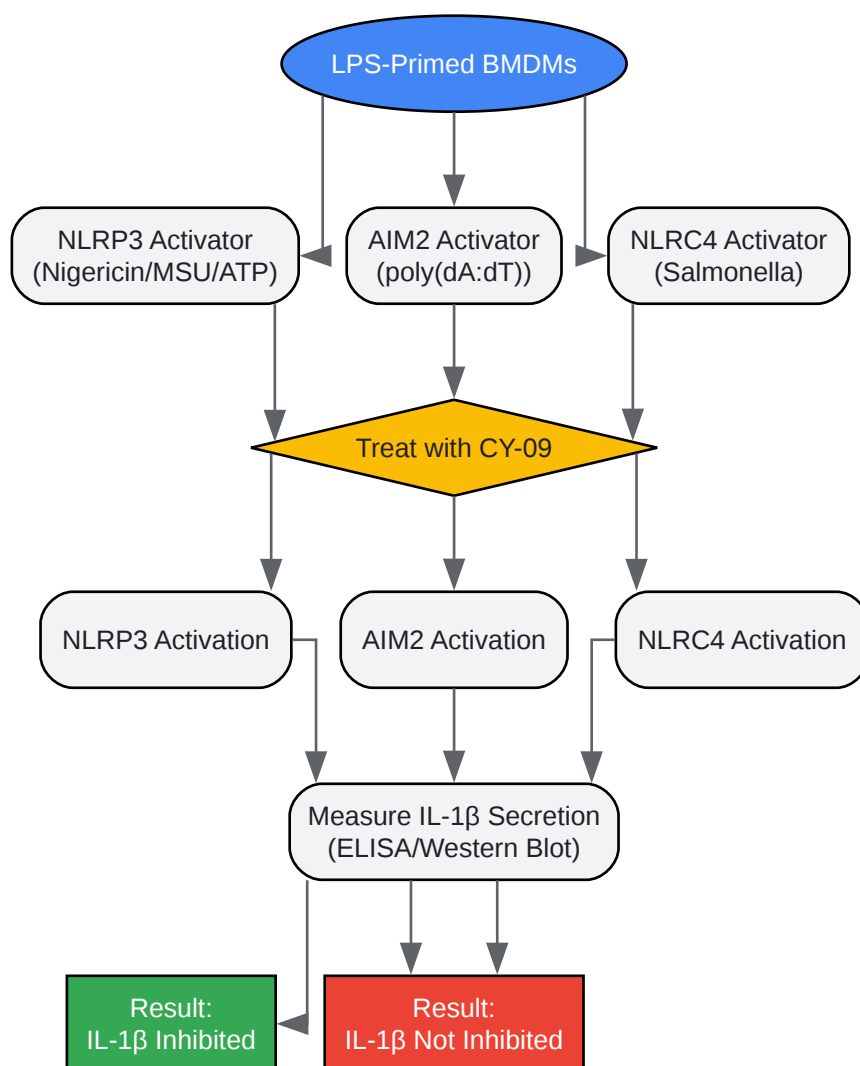 LPS-Primed BMDMs
NLRP3 Activator
(Nigericin/MSU/ATP)
AIM2 Activator
(poly(dA:dT))
NLRC4 Activator
(Salmonella)
Treat with CY-09
NLRP3 Activation
AIM2 Activation
NLRC4 Activation
Measure IL-1β Secretion
(ELISA/Western Blot)
Result:
IL-1β Inhibited
Result:
IL-1β Not Inhibited